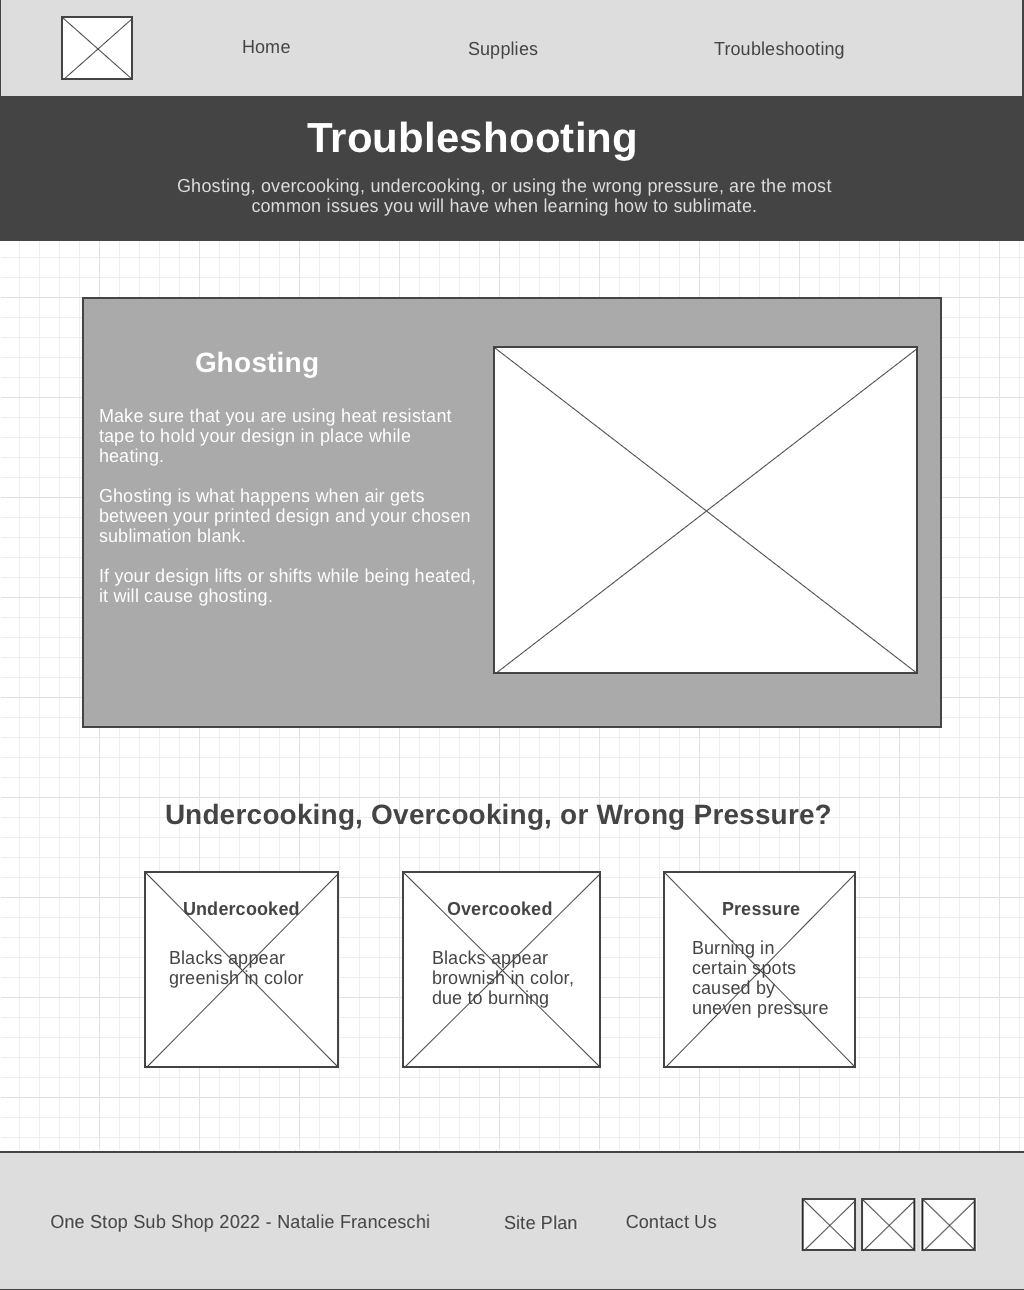 Home
Supplies
Troubleshooting
Troubleshooting
Ghosting, overcooking, undercooking, or using the wrong pressure, are the most
common issues you will have when learning how to sublimate.
Ghosting
Make sure that you are using heat resistant
tape to hold your design in place while
heating.
Ghosting is what happens when air gets
between your printed design and your chosen
sublimation blank.
If your design lifts or shifts while being heated,
it will cause ghosting.
Undercooking, Overcooking, or Wrong Pressure?
Undercooked
Blacks appear
greenish in color
Overcooked
Blacks appear
brownish in color,
due to burning
Pressure
Burning in
certain spots
caused by
uneven pressure
One Stop Sub Shop 2022 - Natalie Franceschi
Site Plan
Contact Us